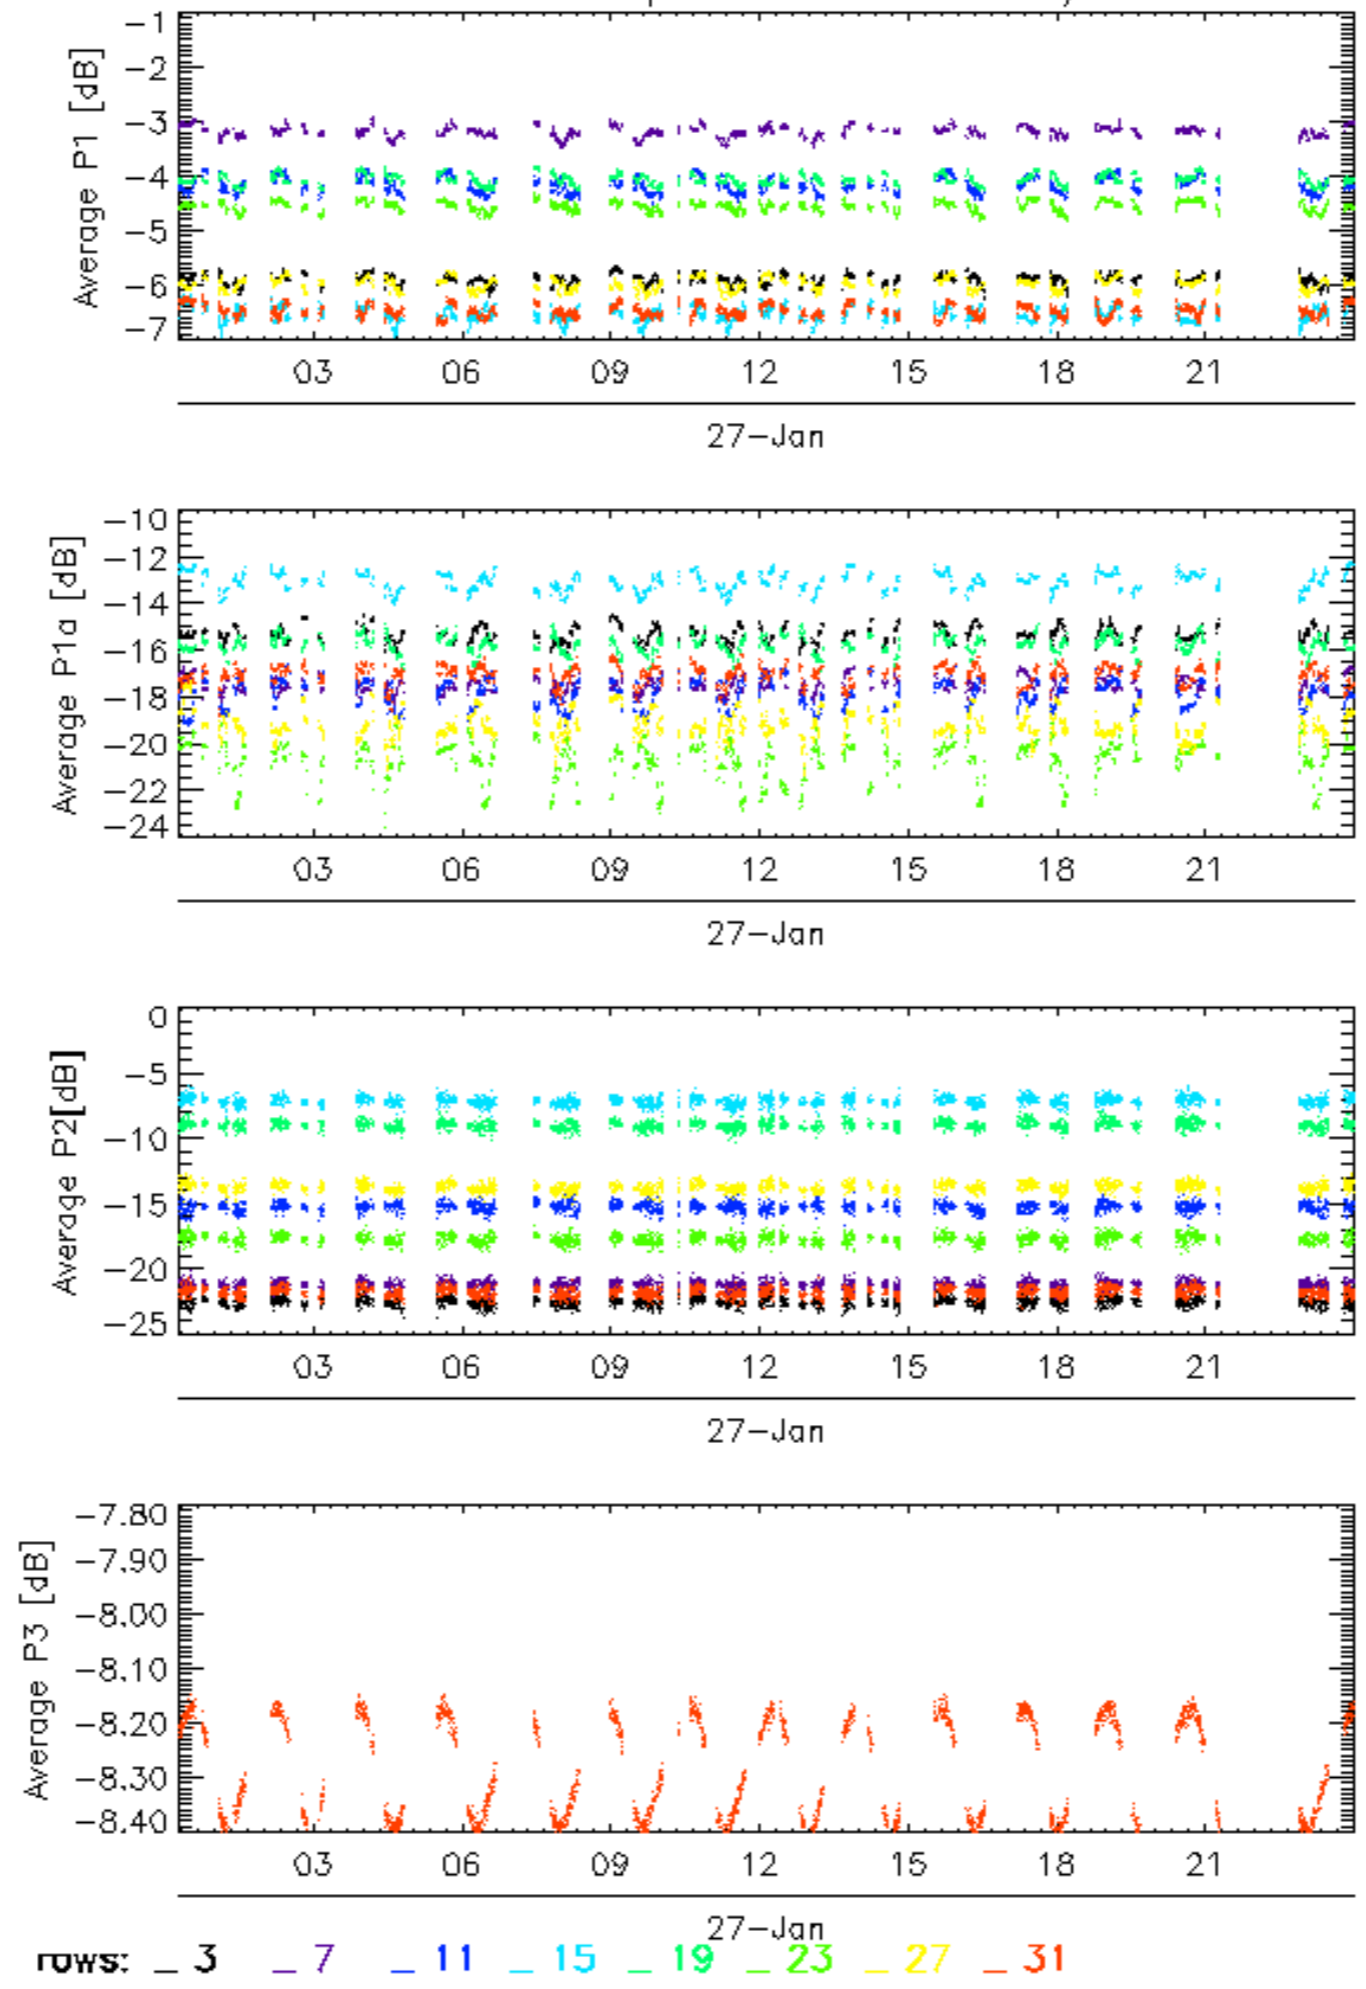 -1
-2
-3
-4
-5
-6
-7
Average P1 [dB]
03 06 09 12 15 18 21
27-Jan
-10
-12
-14
-16
-18
-20
-22
-24
Average P1a [dB]
03 06 09 12 15 18 21
27-Jan
0
-5
-10
-15
-20
-25
Average P2[dB]
03 06 09 12 15 18 21
27-Jan
-7.80
-7.90
-8.00
-8.10
-8.20
-8.30
-8.40
Average P3 [dB]
03 06 09 12 15 18 21
27-Jan
rows: _ 3 _ 7 _ 11 _ 15 _ 19 _ 23 _ 27 _ 31